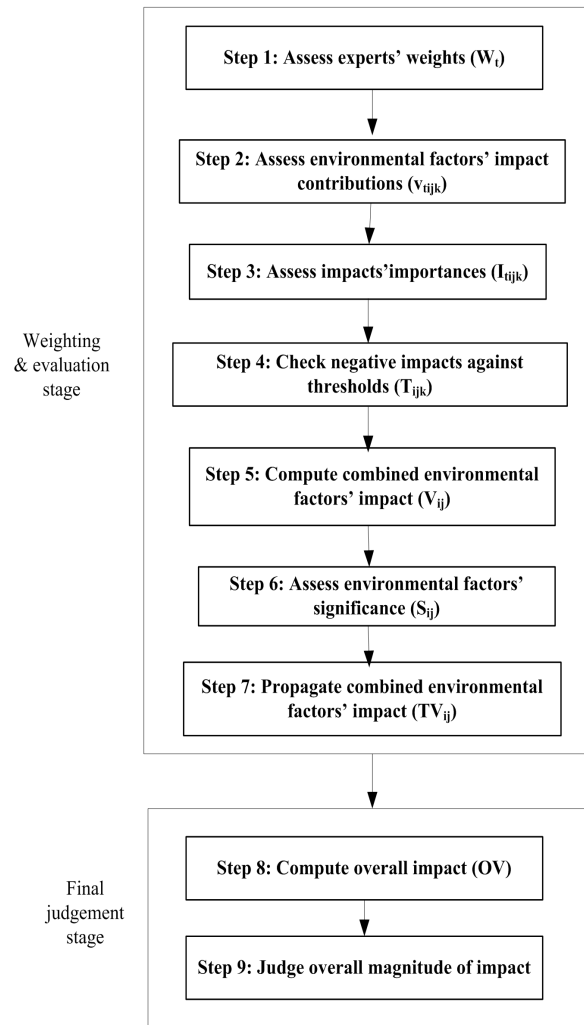 Step 1: Assess experts’ weights (Wt)
Step 2: Assess environmental factors’ impact
contributions (vtijk)
Step 3: Assess impacts’importances (Itijk)
Weighting
& evaluation
stage
Step 4: Check negative impacts against
thresholds (Tijk)
Step 5: Compute combined environmental
factors’ impact (Vij)
Step 6: Assess environmental factors’
significance (Sij)
Step 7: Propagate combined environmental
factors’ impact (TVij)
Final
judgement
stage
Step 8: Compute overall impact (OV)
Step 9: Judge overall magnitude of impact